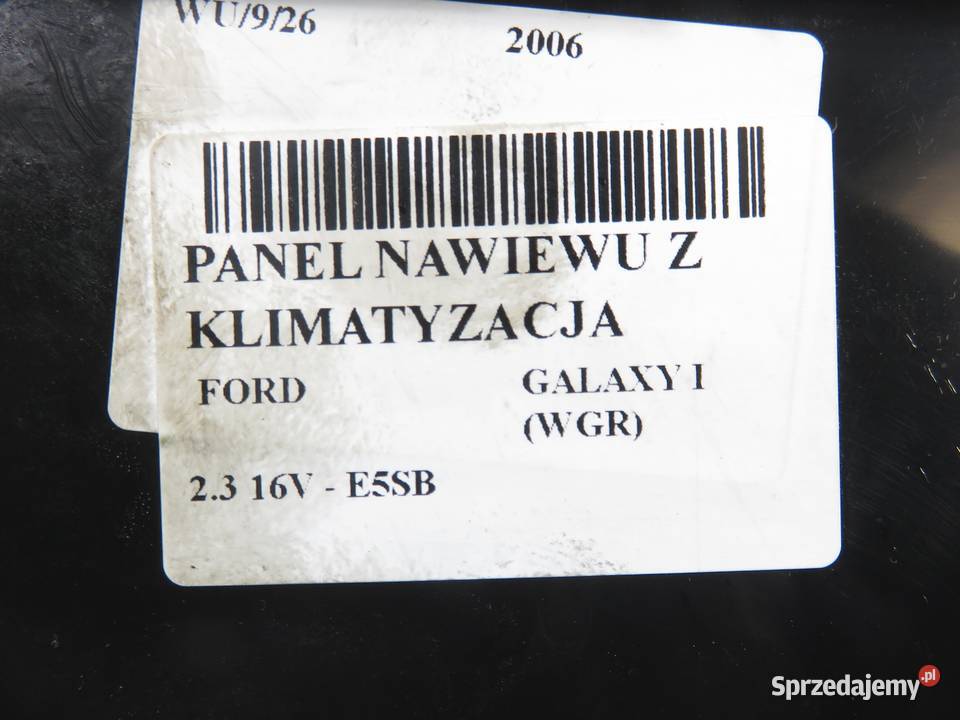 WU/9/26
2006
PANEL NAWIEWU Z
KLIMATYZACJA
FORD GALAXY I
(WGR)
2.3 16V - E5SB
Sprzedajemy.pl